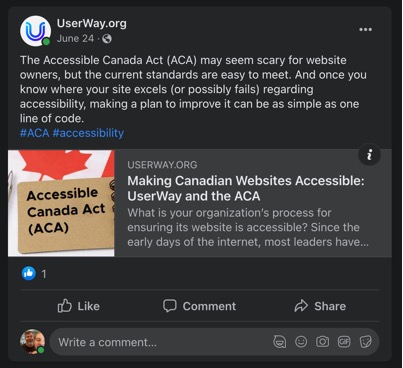 UserWay.org
June 24 ·
The Accessible Canada Act (ACA) may seem scary for website
owners, but the current standards are easy to meet. And once you
know where your site excels (or possibly fails) regarding
accessibility, making a plan to improve it can be as simple as one
line of code.
#ACA #accessibility
Accessible
Canada Act
(ACA)
USERWAY.ORG
Making Canadian Websites Accessible:
UserWay and the ACA
What is your organization's process for
ensuring its website is accessible? Since the
early days of the internet, most leaders have...
1
Like
Comment
Share
Write a comment...
GIF